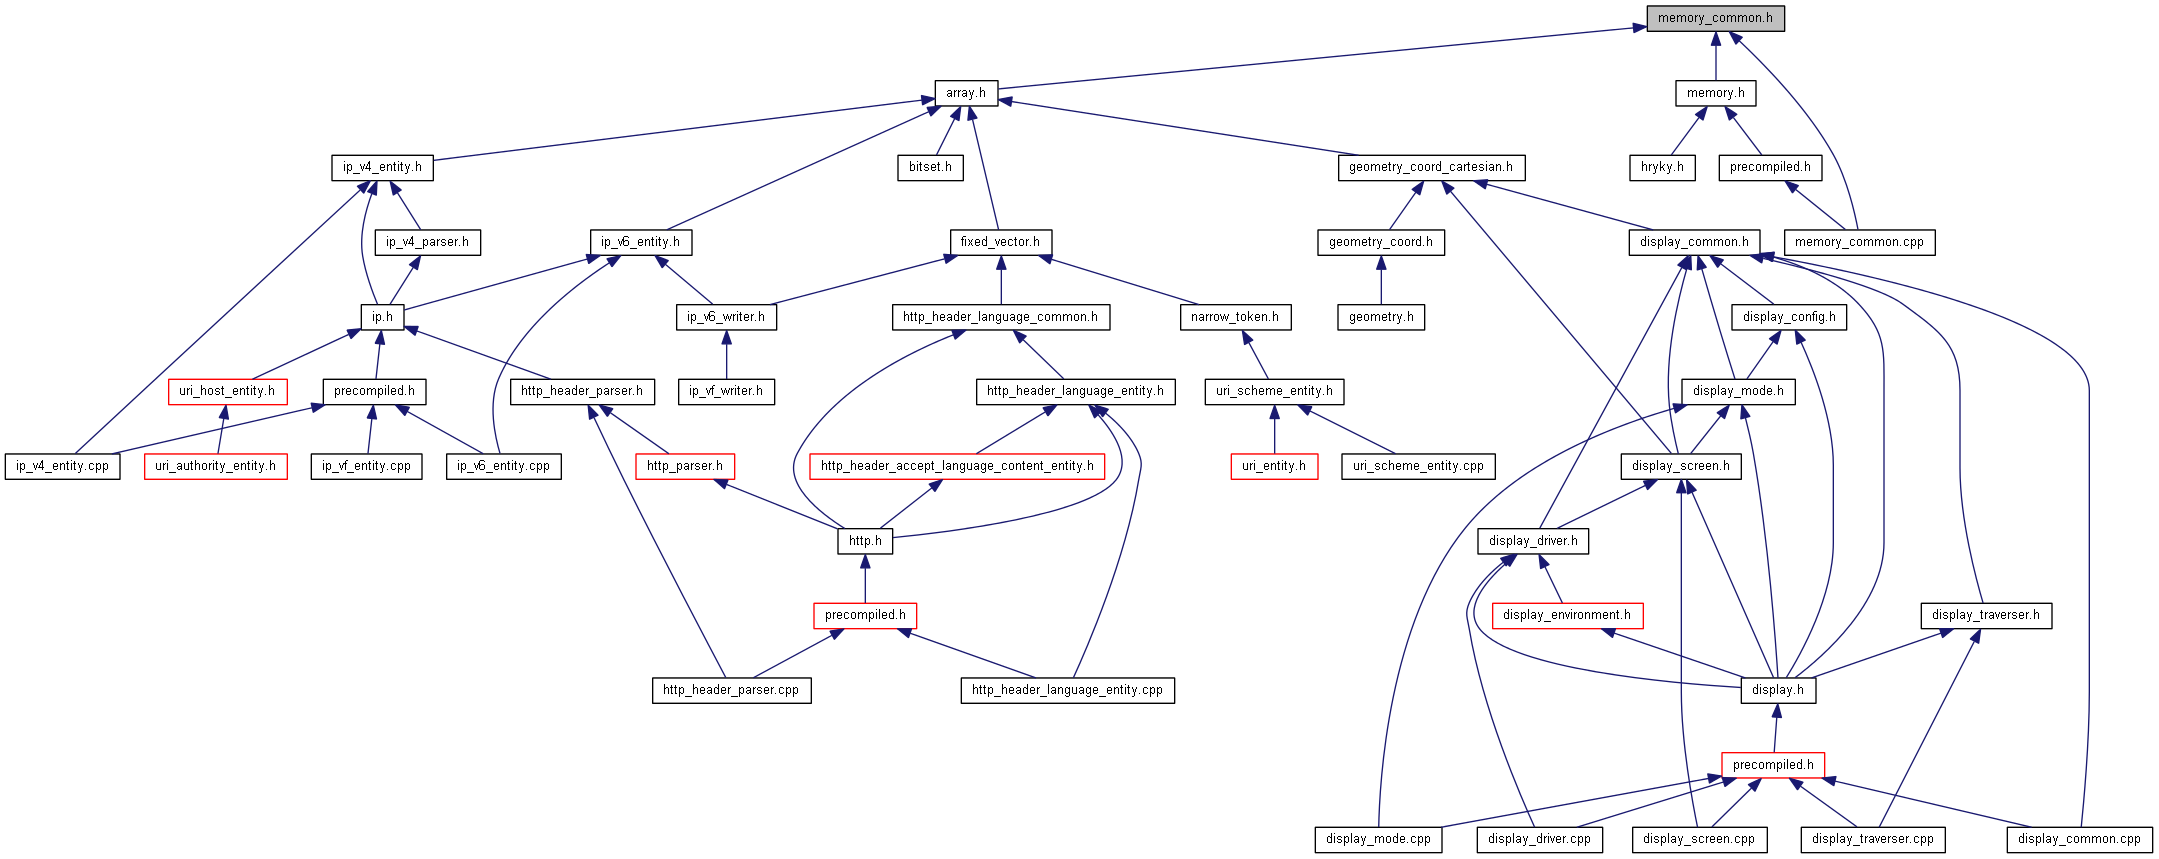 memory_common.h
array.h
memory.h
ip_v4_entity.h
bitset.h
geometry_coord_cartesian.h
hryky.h
precompiled.h
ip_v4_parser.h
ip_v6_entity.h
fixed_vector.h
geometry_coord.h
display_common.h
memory_common.cpp
ip.h
ip_v6_writer.h
http_header_language_common.h
narrow_token.h
geometry.h
display_config.h
uri_host_entity.h
precompiled.h
http_header_parser.h
ip_vf_writer.h
http_header_language_entity.h
uri_scheme_entity.h
display_mode.h
ip_v4_entity.cpp
uri_authority_entity.h
ip_vf_entity.cpp
ip_v6_entity.cpp
http_parser.h
http_header_accept_language_content_entity.h
uri_entity.h
uri_scheme_entity.cpp
display_screen.h
http.h
display_driver.h
precompiled.h
display_environment.h
display_traverser.h
http_header_parser.cpp
http_header_language_entity.cpp
display.h
precompiled.h
display_mode.cpp
display_driver.cpp
display_screen.cpp
display_traverser.cpp
display_common.cpp